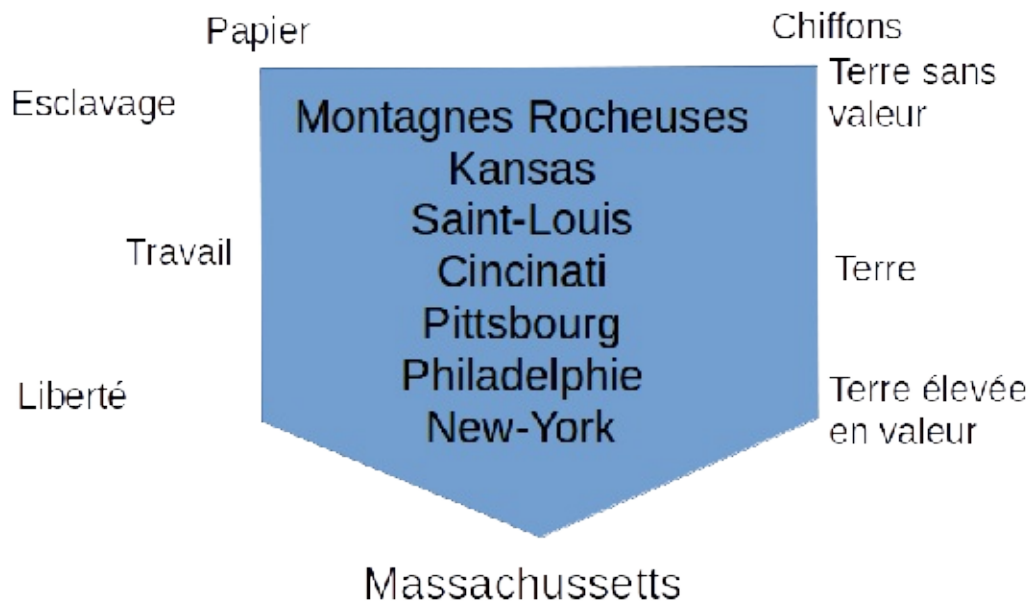 Papier
Chiffons
Esclavage
Terre sans
valeur
Montagnes Rocheuses
Kansas
Saint-Louis
Travail
Cincinati
Terre
Pittsbourg
Philadelphie
Liberté
Terre élevée
en valeur
New-York
Massachussetts